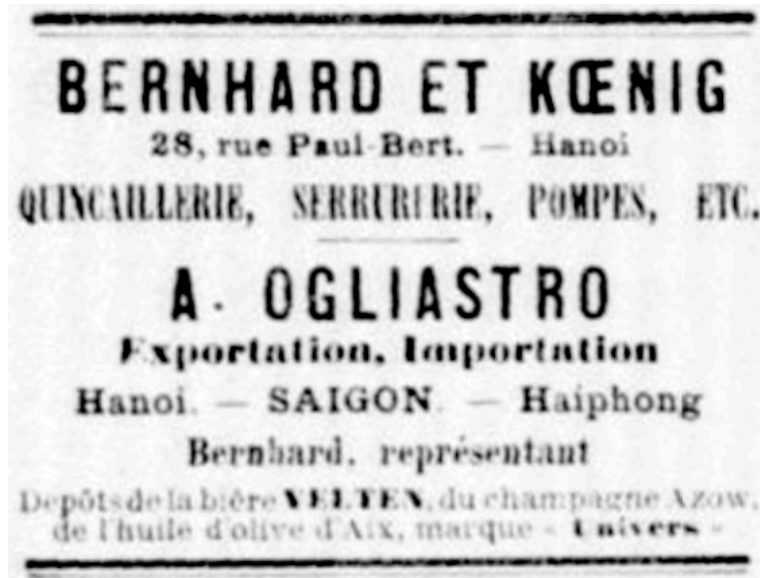 BERNHARD ET KŒNIG
28, rue Paul-Bert. — Hanoi
QUINCAILLERIE, SERRURERIE, POMPES, ETC.
A. OGLIASTRO
Exportation, Importation
Hanoi. — SAIGON. — Haiphong
Bernhard, représentant
Depôts de la bière VELTEN, du champagne Azow,
de l'huile d'olive d'Aix, marque « Univers »